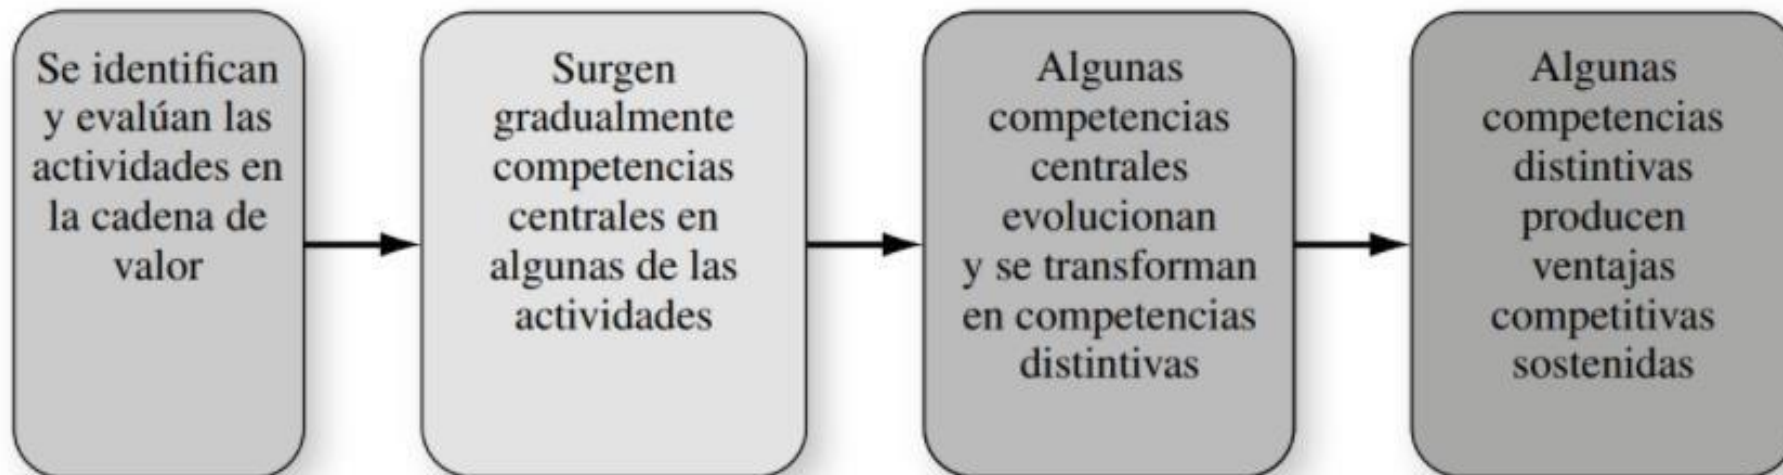 Se identifican
y evalúan las
actividades en
la cadena de
valor
Surgen
gradualmente
competencias
centrales en
algunas de las
actividades
Algunas
competencias
centrales
evolucionan
y se transforman
en competencias
distintivas
Algunas
competencias
distintivas
producen
ventajas
competitivas
sostenidas